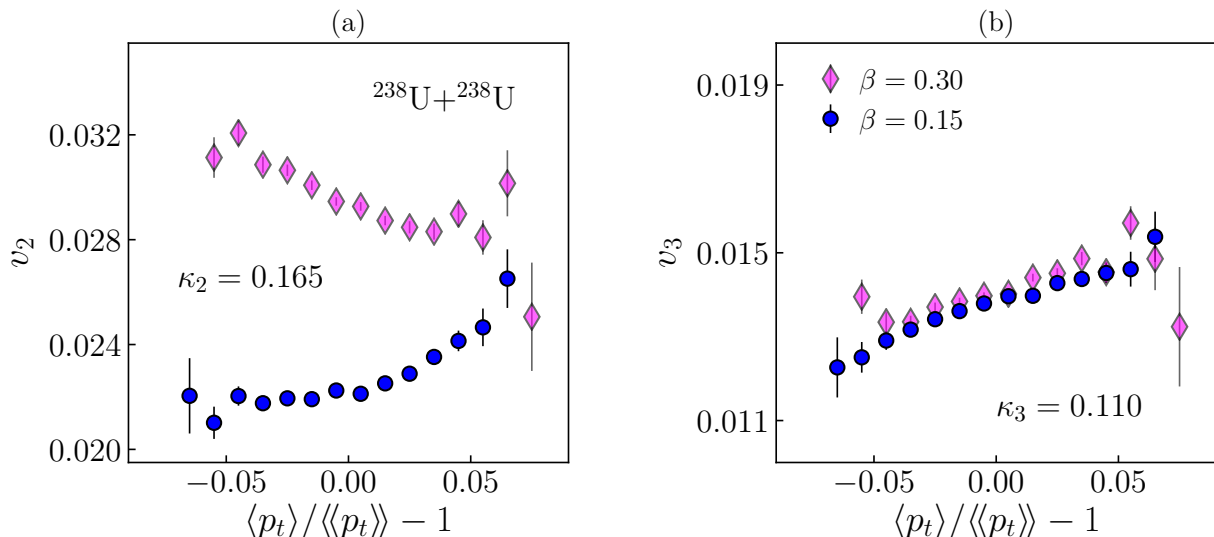 (a)
²³⁸U+²³⁸U
κ₂ = 0.165
v₂
0.032
0.028
0.024
0.020
−0.05 0.00 0.05
⟨pₜ⟩/⟨⟨pₜ⟩⟩ − 1
(b)
β = 0.30
β = 0.15
κ₃ = 0.110
v₃
0.019
0.015
0.011
−0.05 0.00 0.05
⟨pₜ⟩/⟨⟨pₜ⟩⟩ − 1